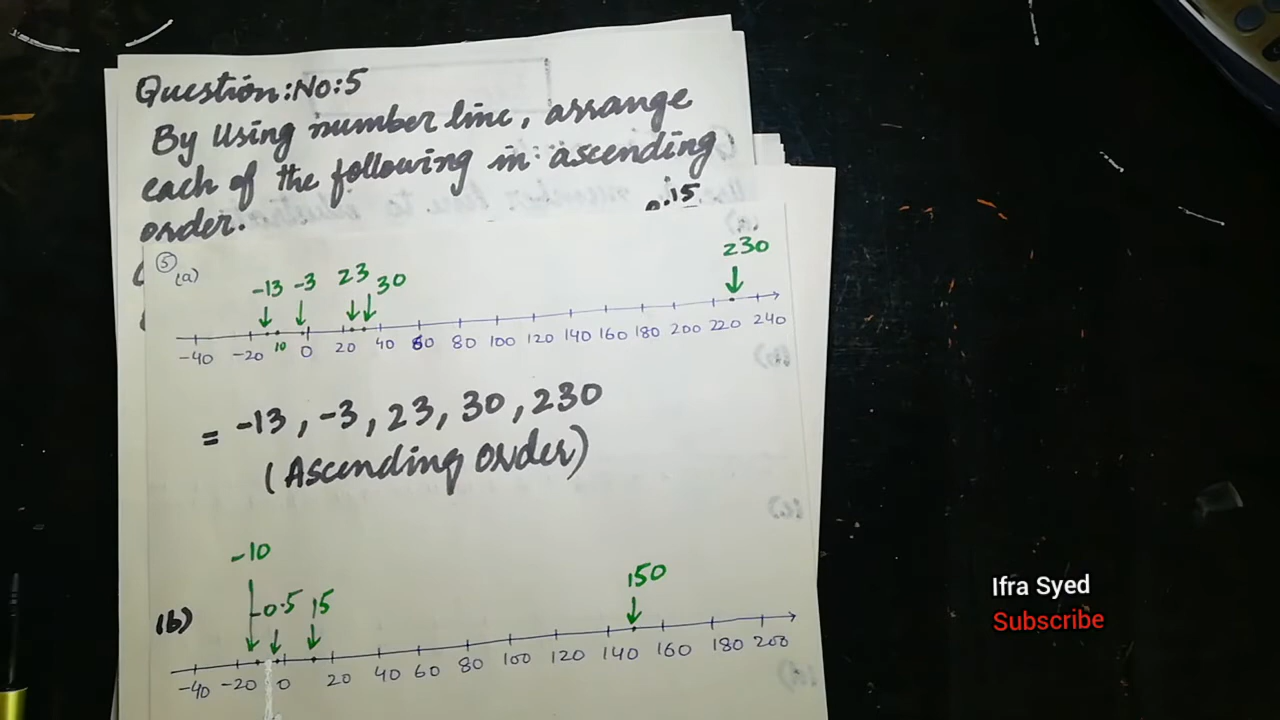 Question:No:5
By Using number line, arrange
each of the following in ascending
order.
.15
5 (a)
-13 -3 23 30 230
-40 -20 10 0 20 40 60 80 100 120 140 160 180 200 220 240
= -13, -3, 23, 30, 230
(Ascending order)
-10
-0.5 15 150
(b)
-40 -20 0 20 40 60 80 100 120 140 160 180 200
Ifra Syed
Subscribe